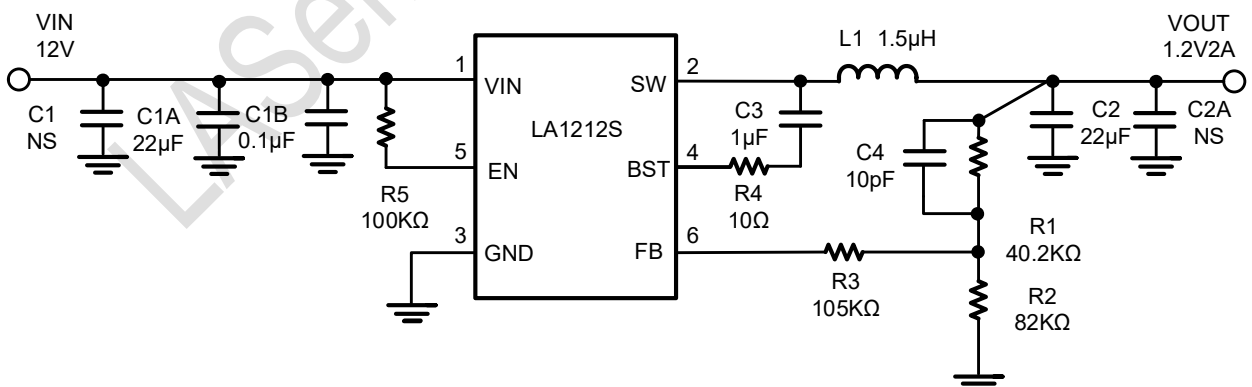 VIN
12V
C1
NS
C1A
22µF
C1B
0.1µF
R5
100KΩ
1
VIN
5
EN
3
GND
LA1212S
2
SW
4
BST
6
FB
C3
1µF
R4
10Ω
L1 1.5µH
C4
10pF
R1
40.2KΩ
R3
105KΩ
R2
82KΩ
C2
22µF
C2A
NS
VOUT
1.2V2A
LASe